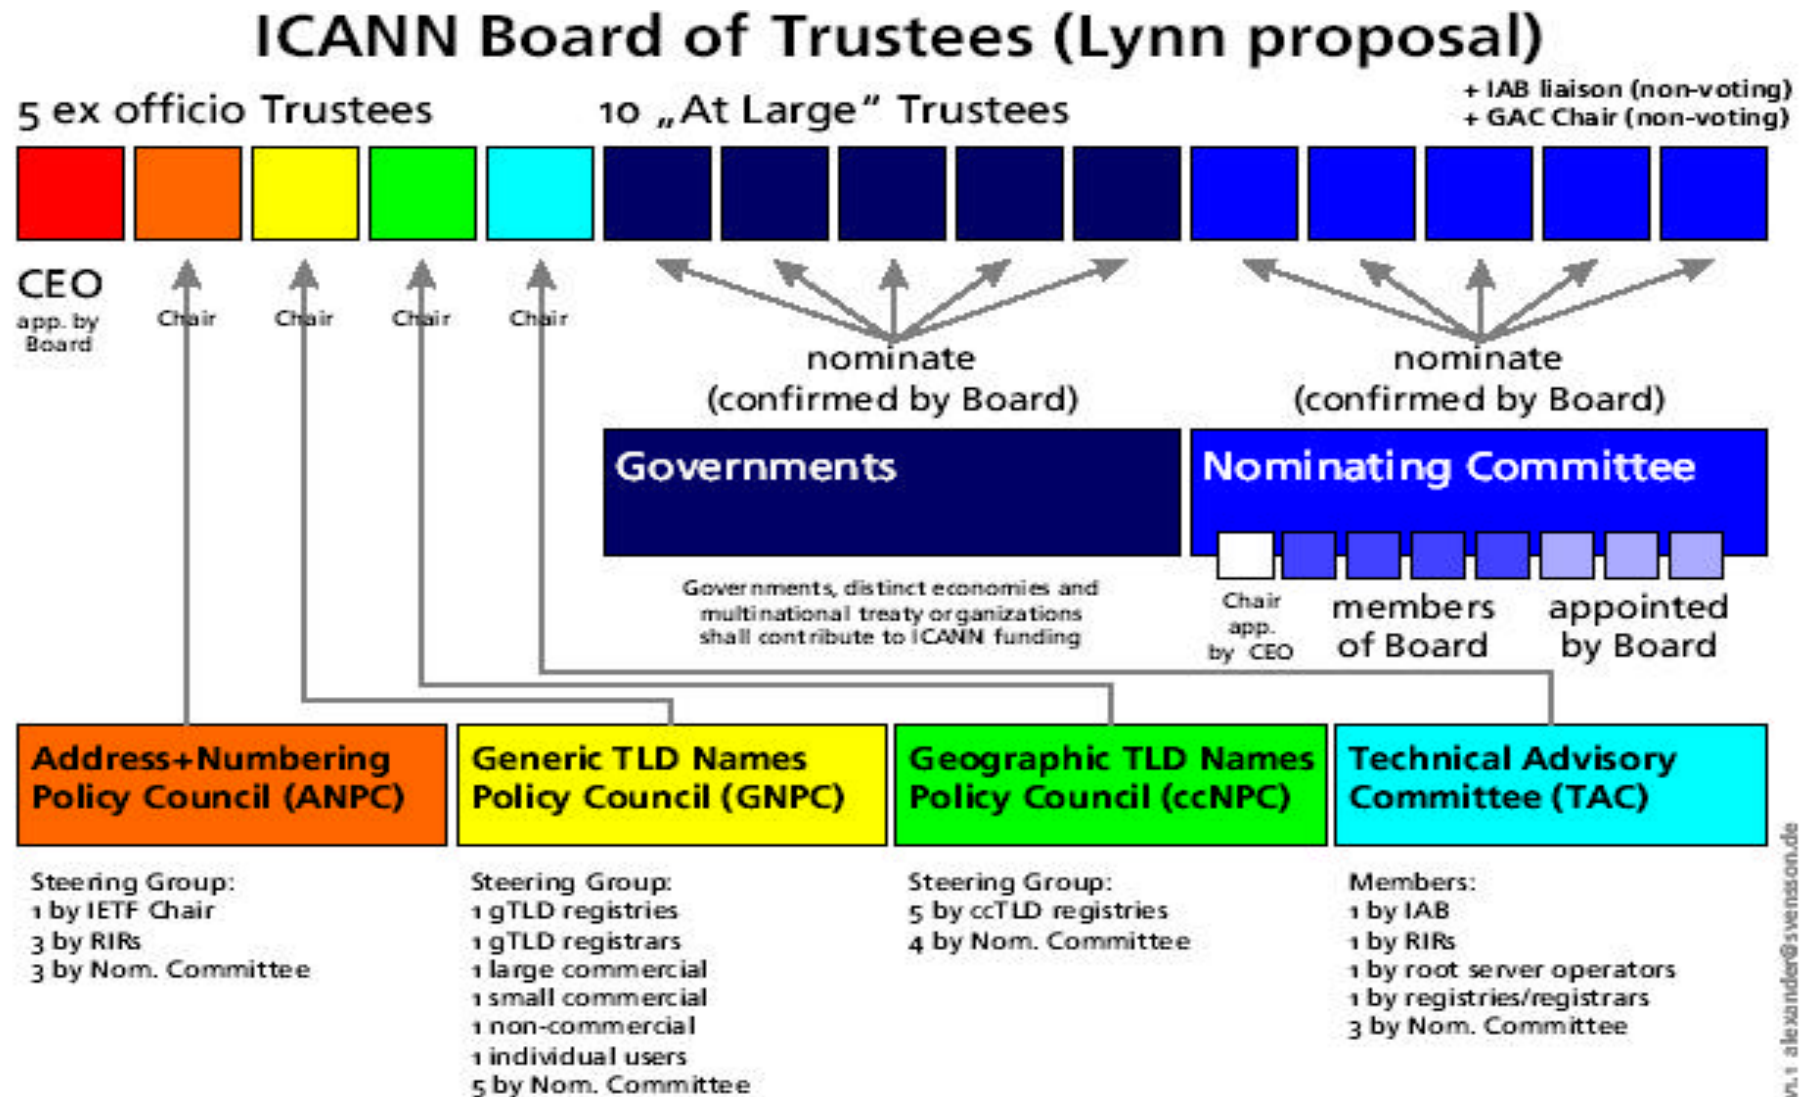 ICANN Board of Trustees (Lynn proposal)
5 ex officio Trustees
10 „At Large“ Trustees
+ IAB liaison (non-voting)
+ GAC Chair (non-voting)
CEO
app. by
Board
Chair
Chair
Chair
Chair
nominate
(confirmed by Board)
nominate
(confirmed by Board)
Governments
Nominating Committee
Governments, distinct economies and
multinational treaty organizations
shall contribute to ICANN funding
Chair
app.
by CEO
members
of Board
appointed
by Board
Address+Numbering
Policy Council (ANPC)
Generic TLD Names
Policy Council (GNPC)
Geographic TLD Names
Policy Council (ccNPC)
Technical Advisory
Committee (TAC)
Steering Group:
1 by IETF Chair
3 by RIRs
3 by Nom. Committee
Steering Group:
1 gTLD registries
1 gTLD registrars
1 large commercial
1 small commercial
1 non-commercial
1 individual users
5 by Nom. Committee
Steering Group:
5 by ccTLD registries
4 by Nom. Committee
Members:
1 by IAB
1 by RIRs
1 by root server operators
1 by registries/registrars
3 by Nom. Committee
V1.1 alexander@svensson.de